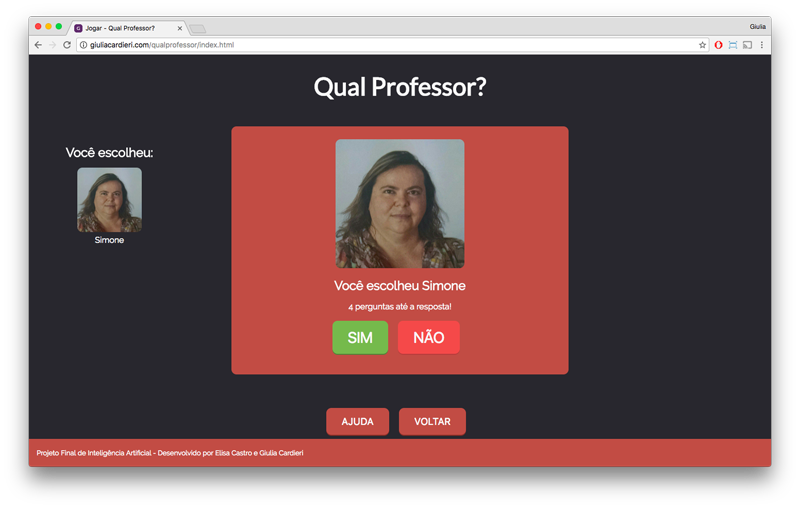 Jogar - Qual Professor?
Giulia
giuliacardieri.com/qualprofessor/index.html
Qual Professor?
Você escolheu:
Simone
Você escolheu Simone
4 perguntas até a resposta!
SIM NÃO
AJUDA VOLTAR
Projeto Final de Inteligência Artificial - Desenvolvido por Elisa Castro e Giulia Cardieri